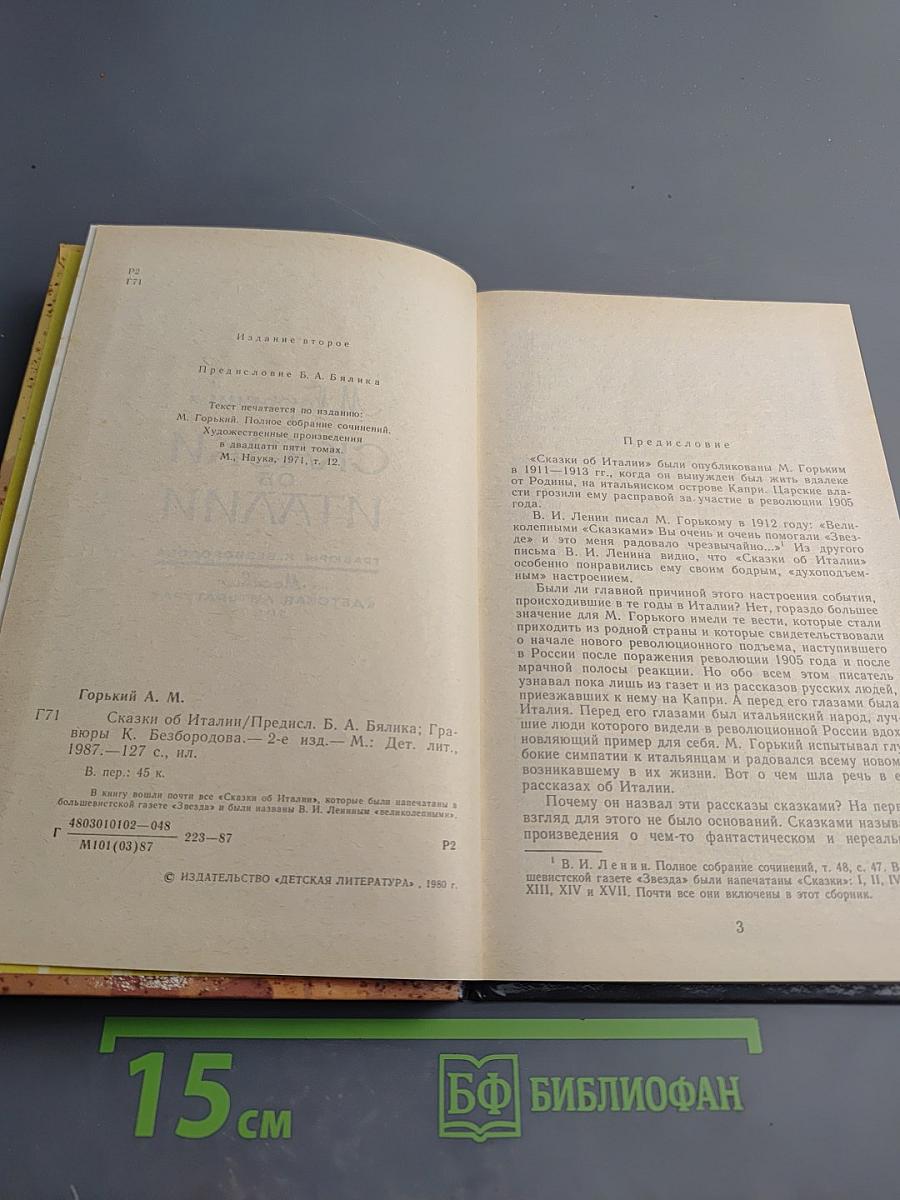 Р2
Г71
Издание второе
Предисловие Б. А. Бялика
Текст печатается по изданию:
М. Горький. Полное собрание сочинений.
Художественные произведения
в двадцати пяти томах.
М., Наука, 1971, т. 12.
Горький А. М.
Г71 Сказки об Италии/Предисл. Б. А. Бялика; Гра-
вюры К. Безбородова.— 2-е изд.— М.: Дет. лит.,
1987.—127 с., ил.
В пер.: 45 к.
В книгу вошли почти все «Сказки об Италии», которые были напечатаны в
большевистской газете «Звезда» и были названы В. И. Лениным «великолепными».
Г 4803010102—048
М101(03)87 223—87
Р2
© ИЗДАТЕЛЬСТВО «ДЕТСКАЯ ЛИТЕРАТУРА», 1980 г.
Предисловие
«Сказки об Италии» были опубликованы М. Горьким
в 1911—1913 гг., когда он вынужден был жить вдалеке
от Родины, на итальянском острове Капри. Царские вла-
сти грозили ему расправой за участие в революции 1905
года.
В. И. Ленин писал М. Горькому в 1912 году: «Вели-
колепными «Сказками» Вы очень и очень помогали «Звез-
де» и это меня радовало чрезвычайно...»¹ Из другого
письма В. И. Ленина видно, что «Сказки об Италии»
особенно понравились ему своим бодрым, «духоподъем-
ным» настроением.
Были ли главной причиной этого настроения события,
происходившие в те годы в Италии? Нет, гораздо большее
значение для М. Горького имели те вести, которые стали
приходить из родной страны и которые свидетельствовали
о начале нового революционного подъема, наступившего
в России после поражения революции 1905 года и после
мрачной полосы реакции. Но обо всем этом писатель
узнавал пока лишь из газет и из рассказов русских людей,
приезжавших к нему на Капри. А перед его глазами была
Италия. Перед его глазами был итальянский народ, луч-
шие люди которого видели в революционной России вдох-
новляющий пример для себя. М. Горький испытывал глу
бокие симпатии к итальянцам и радовался всему новом
возникавшему в их жизни. Вот о чем шла речь в е
рассказах об Италии.
Почему он назвал эти рассказы сказками? На перв
взгляд для этого не было оснований. Сказками называ
произведения о чем-то фантастическом и нереаль
¹ В. И. Ленин. Полное собрание сочинений, т. 48, с. 47. В
шевистской газете «Звезда» были напечатаны «Сказки»: I, II, IV
XIII, XIV и XVII. Почти все они включены в этот сборник.
3
15 см
БФ БИБЛИОФАН